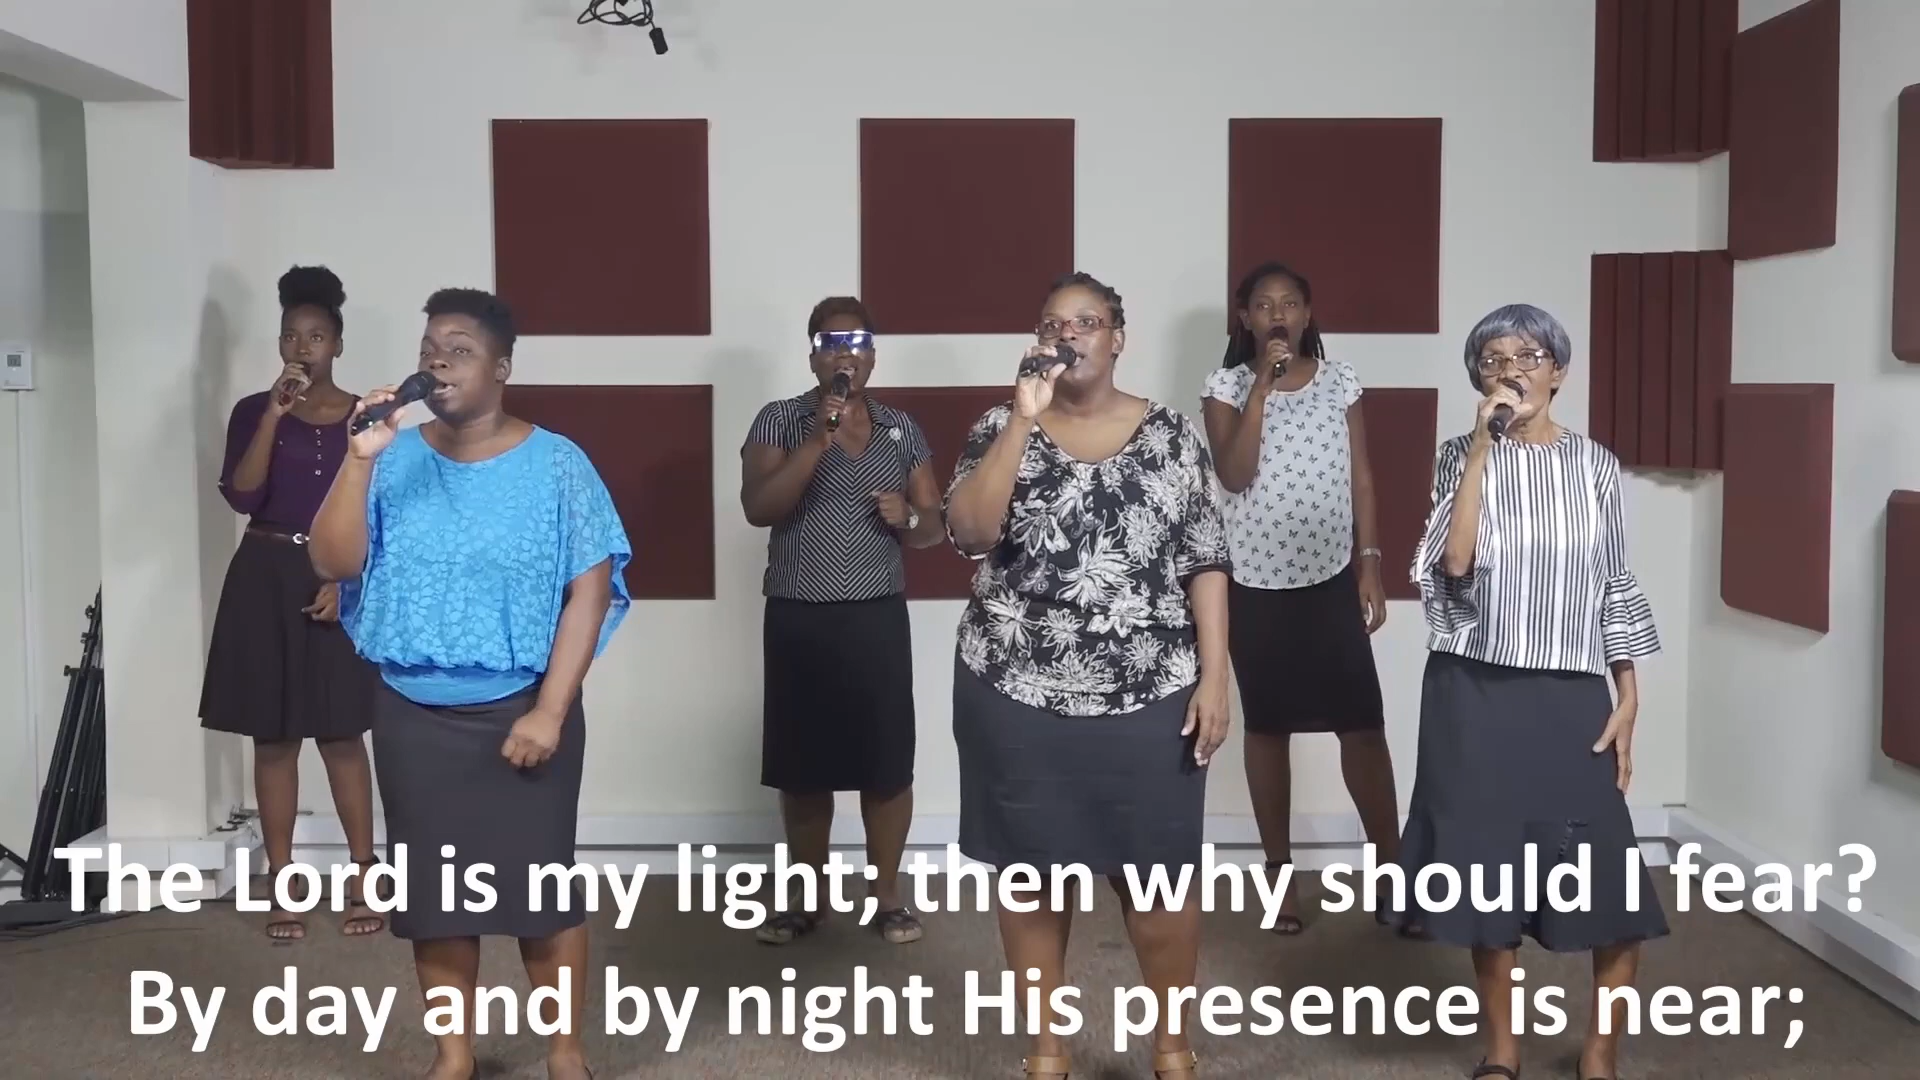 The Lord is my light; then why should I fear?
By day and by night His presence is near;